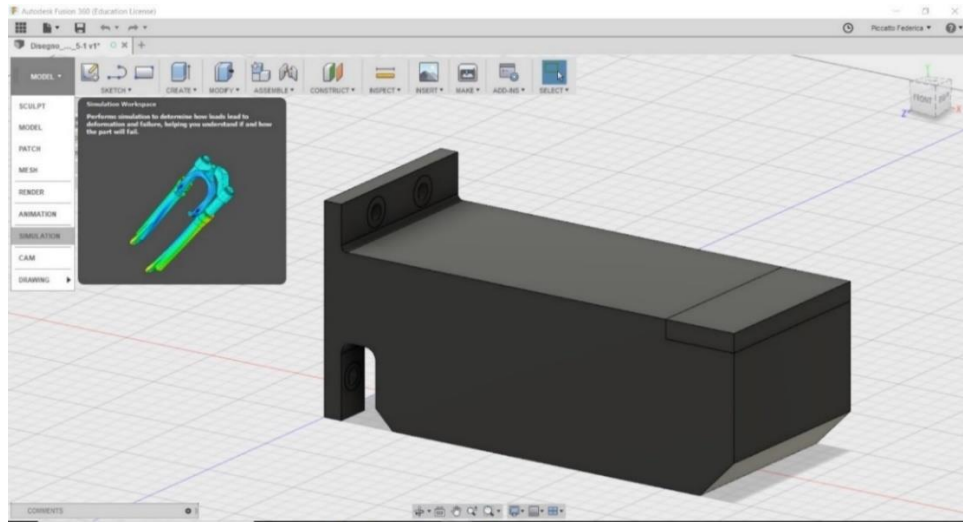 Autodesk Fusion 360 (Education License)
Piccatto Federica
Disegno_..._5-1 v1*
MODEL
SKETCH
CREATE
MODIFY
ASSEMBLE
CONSTRUCT
INSPECT
INSERT
MAKE
ADD-INS
SELECT
SCULPT
MODEL
PATCH
MESH
RENDER
ANIMATION
SIMULATION
CAM
DRAWING
Simulation Workspace
Performs simulation to determine how loads lead to
deformation and failure, helping you understand if and how
the part will fail.
FRONT
Z
X
COMMENTS